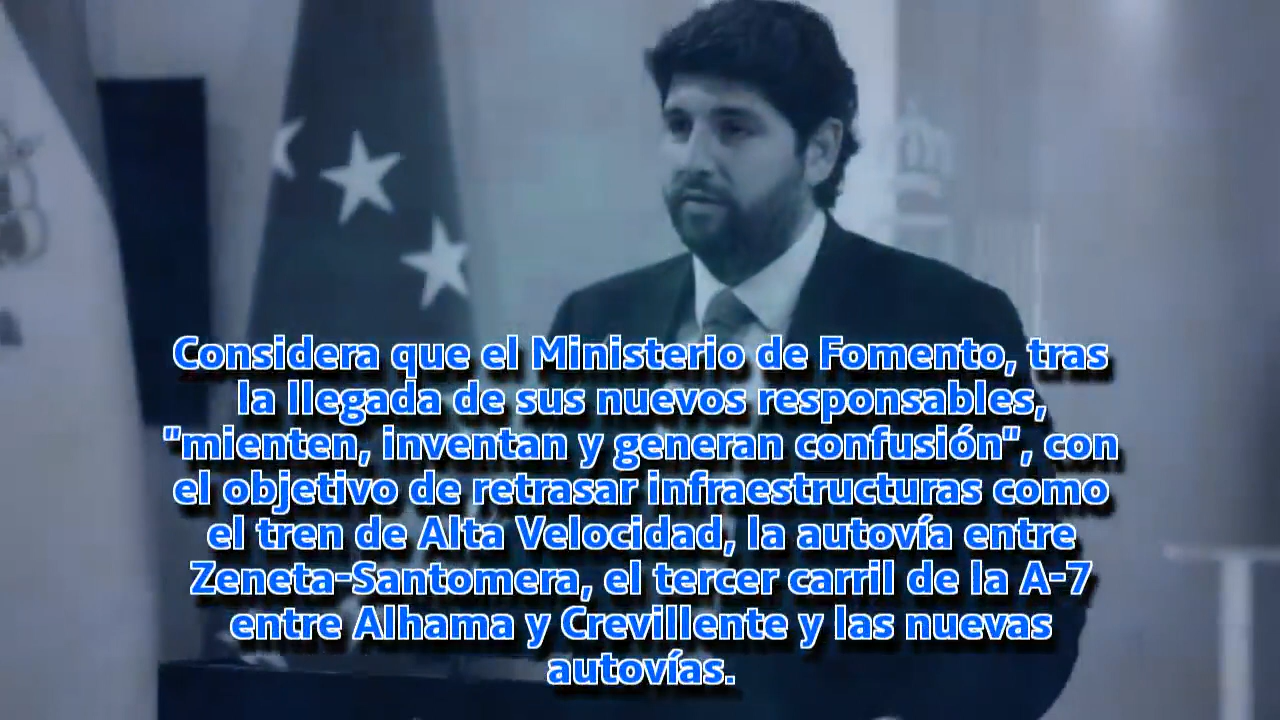 Considera que el Ministerio de Fomento, tras
la llegada de sus nuevos responsables,
"mienten, inventan y generan confusión", con
el objetivo de retrasar infraestructuras como
el tren de Alta Velocidad, la autovía entre
Zeneta-Santomera, el tercer carril de la A-7
entre Alhama y Crevillente y las nuevas
autovías.